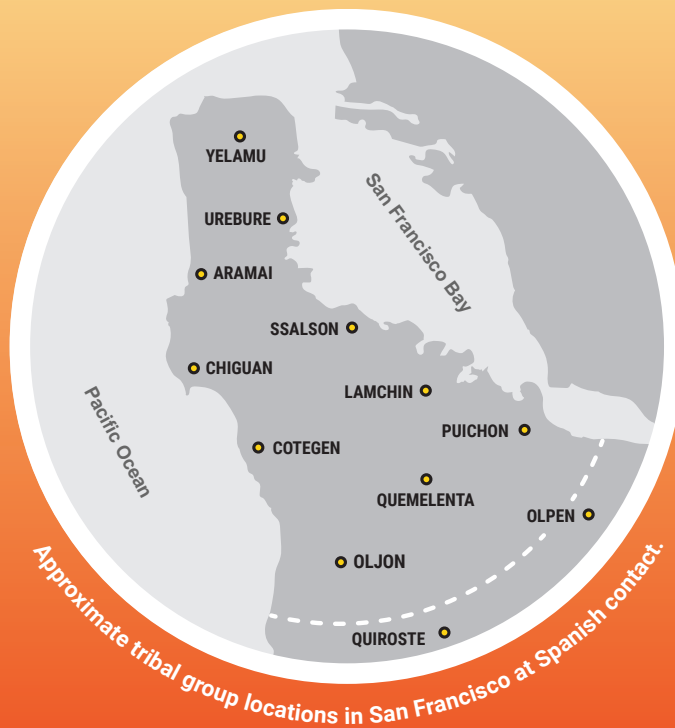 YELAMU
San Francisco Bay
UREBURE
ARAMAI
SSALSON
CHIGUAN
LAMCHIN
Pacific Ocean
PUICHON
COTEGEN
QUEMELENTA
OLPEN
OLJON
QUIROSTE
Approximate tribal group locations in San Francisco at Spanish contact.